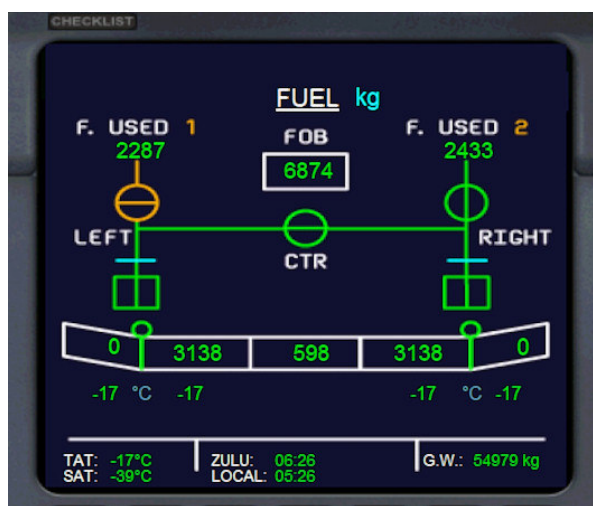 CHECKLIST
FUEL kg
F. USED 1
2287
FOB
6874
F. USED 2
2433
LEFT
CTR
RIGHT
0
3138
598
3138
0
-17 °C -17
-17 °C -17
TAT: -17°C
SAT: -39°C
ZULU: 06:26
LOCAL: 05:26
G.W.: 54979 kg